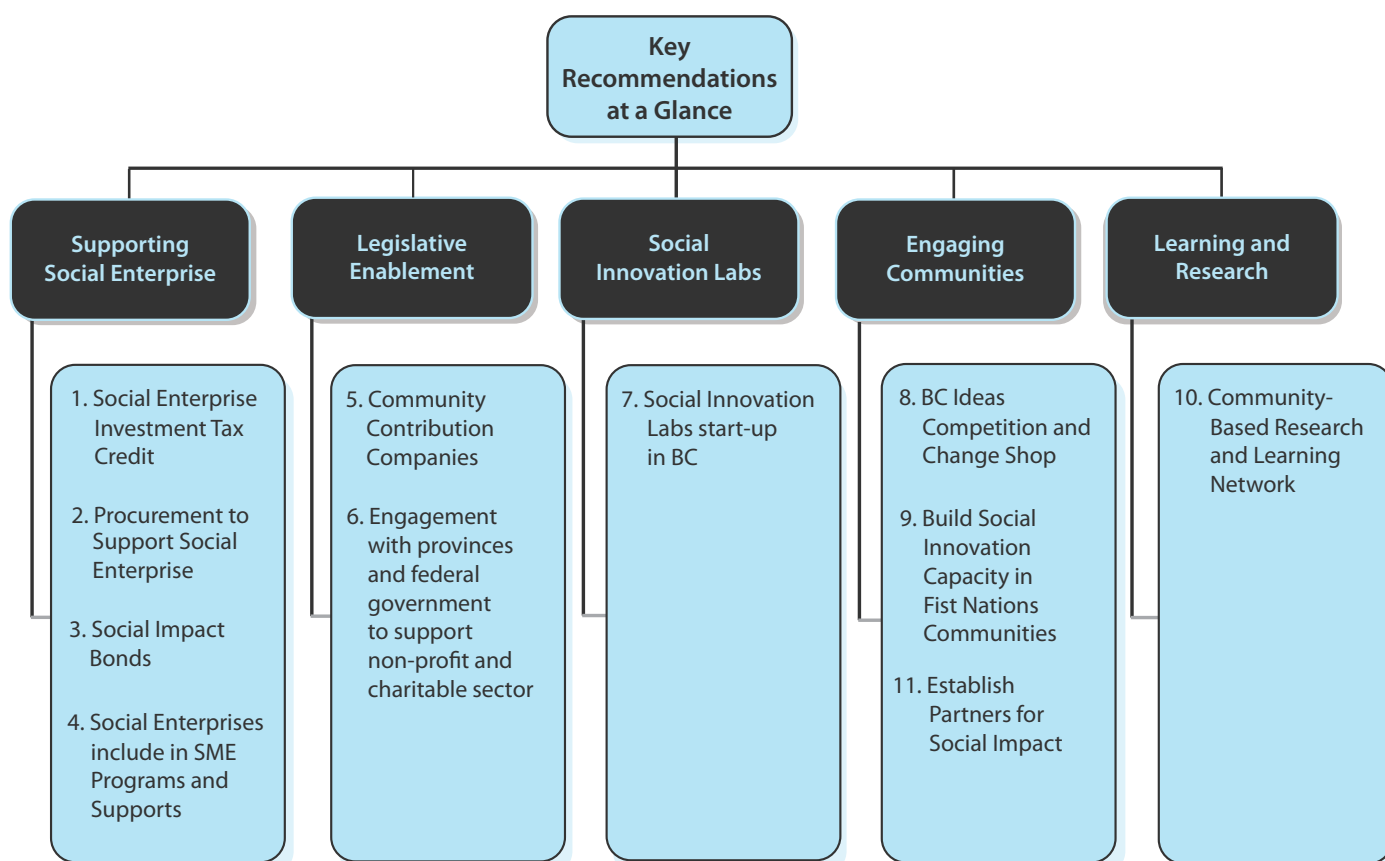 Key
Recommendations
at a Glance
Supporting
Social Enterprise
Legislative
Enablement
Social
Innovation Labs
Engaging
Communities
Learning and
Research
1. Social Enterprise
Investment Tax
Credit
2. Procurement to
Support Social
Enterprise
3. Social Impact
Bonds
4. Social Enterprises
include in SME
Programs and
Supports
5. Community
Contribution
Companies
6. Engagement
with provinces
and federal
government
to support
non-profit and
charitable sector
7. Social Innovation
Labs start-up
in BC
8. BC Ideas
Competition and
Change Shop
9. Build Social
Innovation
Capacity in
Fist Nations
Communities
11. Establish
Partners for
Social Impact
10. Community-
Based Research
and Learning
Network